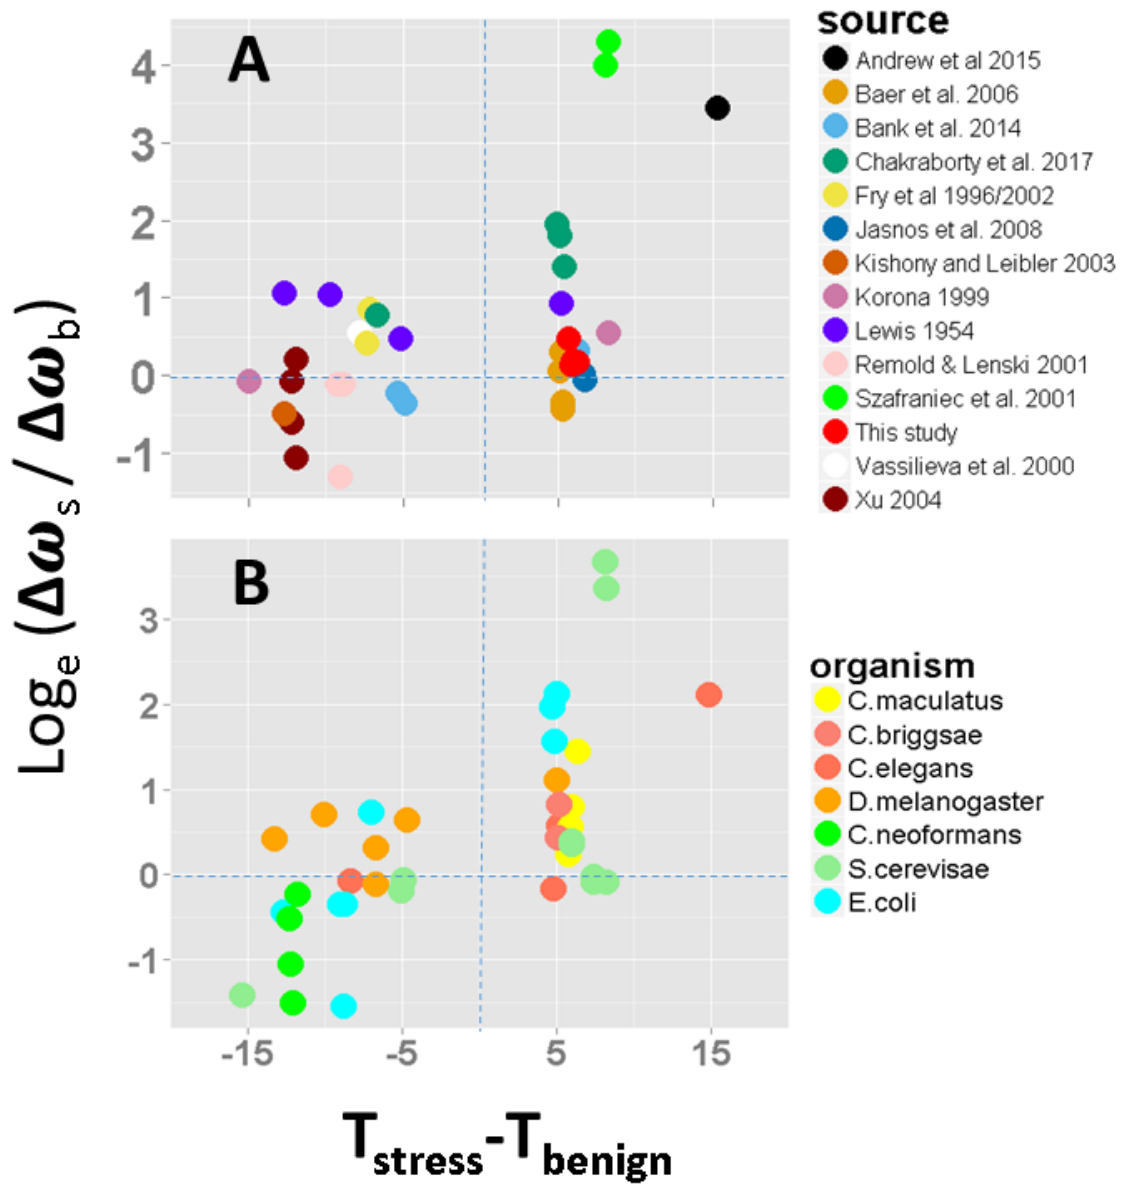 A
4
3
2
1
0
-1
source
Andrew et al 2015
Baer et al. 2006
Bank et al. 2014
Chakraborty et al. 2017
Fry et al 1996/2002
Jasnos et al. 2008
Kishony and Leibler 2003
Korona 1999
Lewis 1954
Remold & Lenski 2001
Szafraniec et al. 2001
This study
Vassilieva et al. 2000
Xu 2004
Logₑ (Δωₛ / Δω_b)
B
3
2
1
0
-1
-15 -5 5 15
organism
C.maculatus
C.briggsae
C.elegans
D.melanogaster
C.neoformans
S.cerevisae
E.coli
Tstress-Tbenign